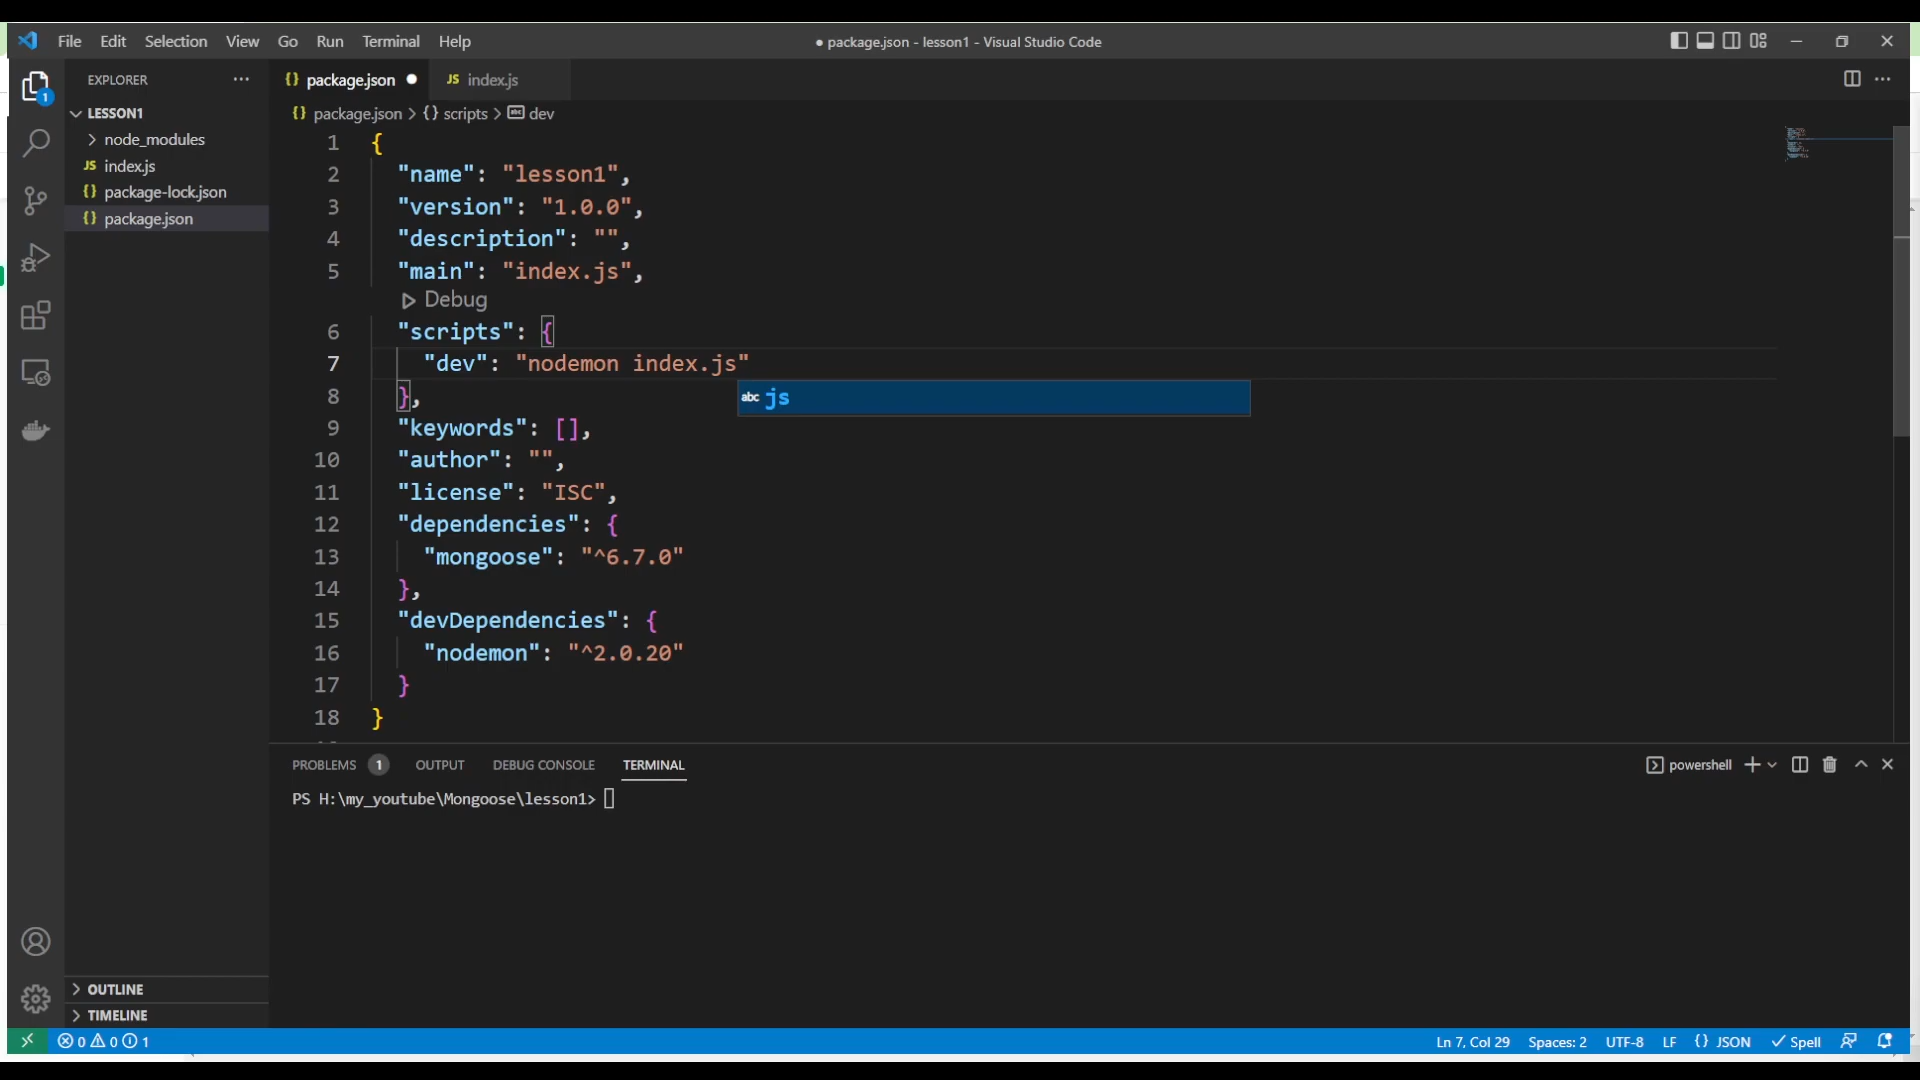 File Edit Selection View Go Run Terminal Help
● package.json - lesson1 - Visual Studio Code
EXPLORER
LESSON1
node_modules
JS index.js
{} package-lock.json
{} package.json
OUTLINE
TIMELINE
{} package.json ● JS index.js
{} package.json > {} scripts > abc dev
1 {
2 "name": "lesson1",
3 "version": "1.0.0",
4 "description": "",
5 "main": "index.js",
Debug
6 "scripts": {
7 "dev": "nodemon index.js"
abc js
8 },
9 "keywords": [],
10 "author": "",
11 "license": "ISC",
12 "dependencies": {
13 "mongoose": "^6.7.0"
14 },
15 "devDependencies": {
16 "nodemon": "^2.0.20"
17 }
18 }
PROBLEMS 1 OUTPUT DEBUG CONSOLE TERMINAL
powershell
PS H:\my_youtube\Mongoose\lesson1>
0 0 1
Ln 7, Col 29 Spaces: 2 UTF-8 LF {} JSON Spell
1